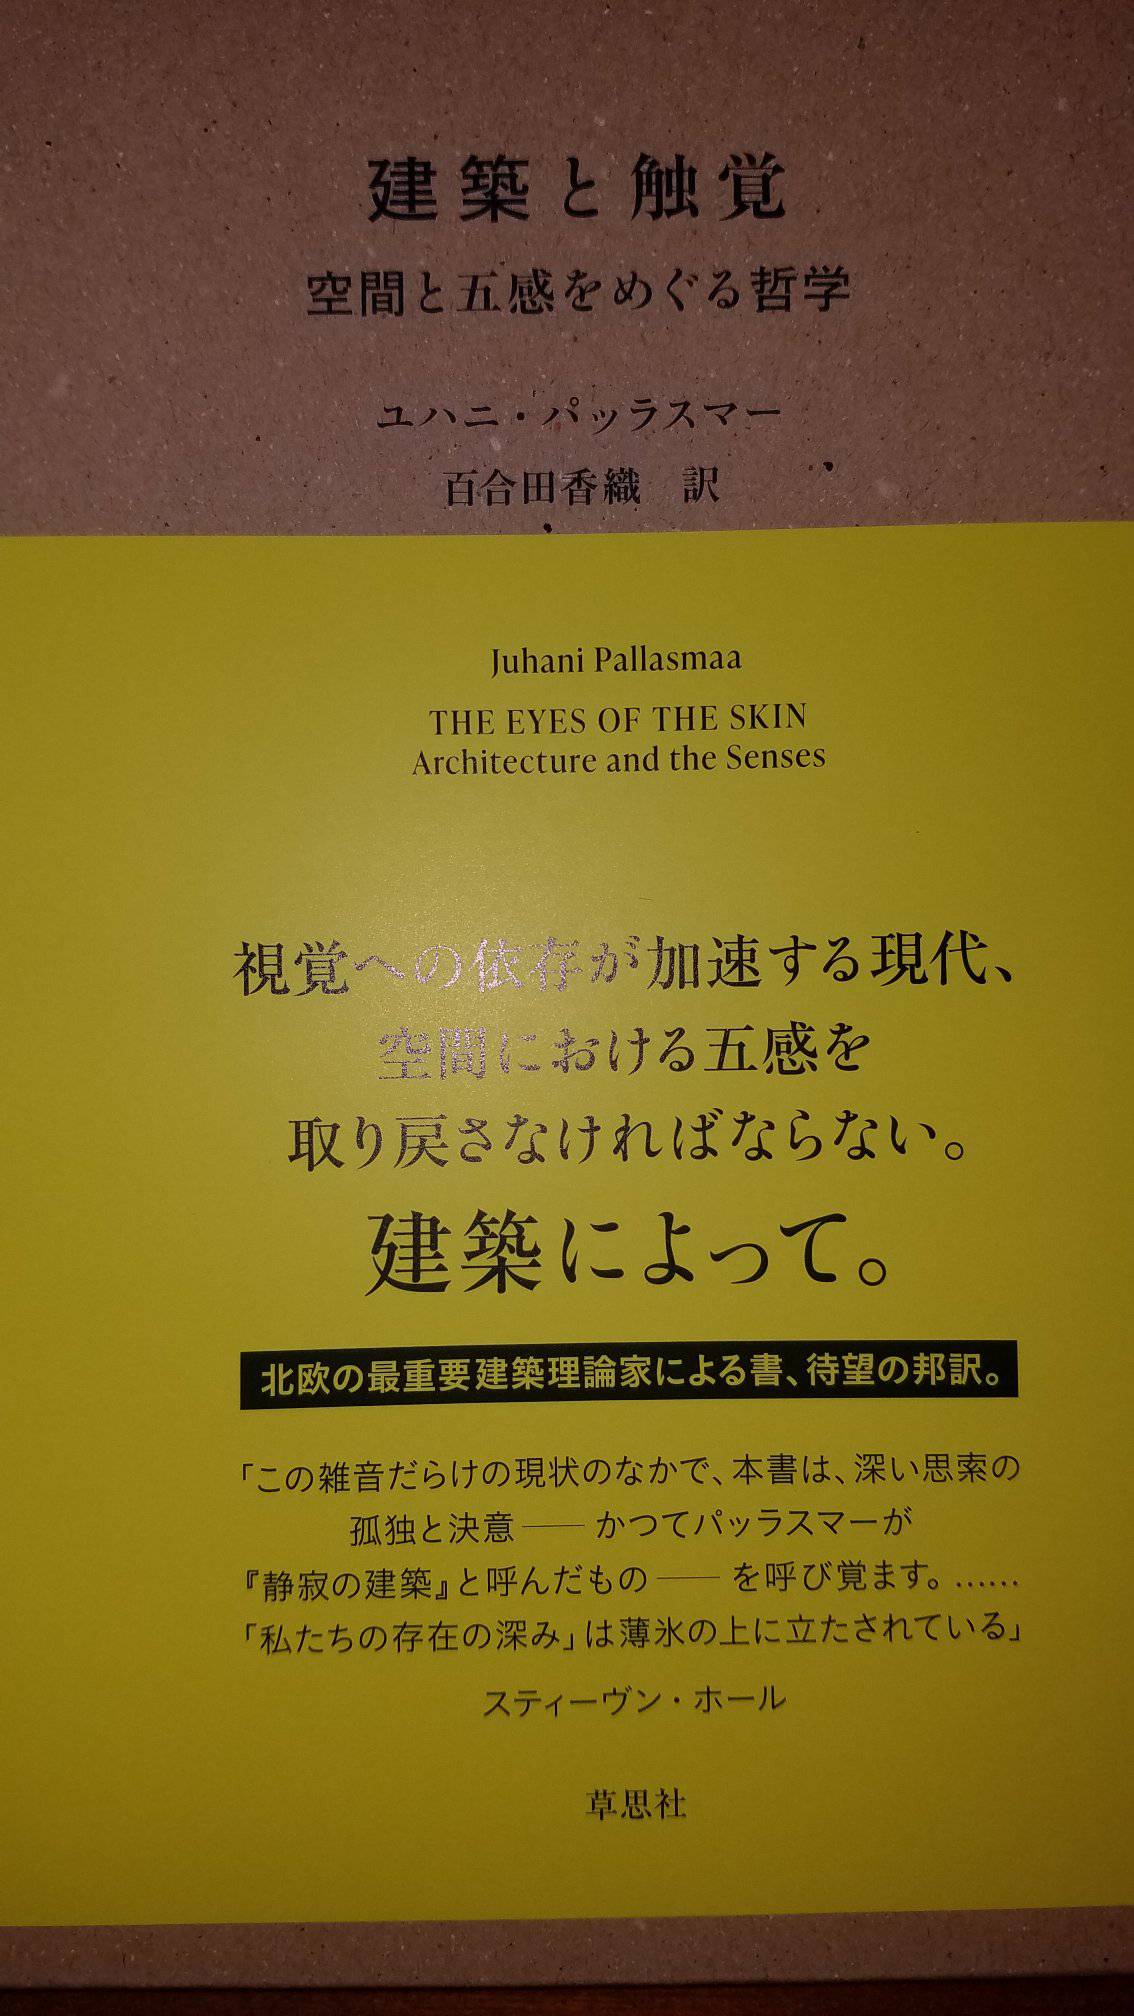 建築と触覚
空間と五感をめぐる哲学
ユハニ・パッラスマー
百合田香織　訳
Juhani Pallasmaa
THE EYES OF THE SKIN
Architecture and the Senses
視覚への依存が加速する現代、
空間における五感を
取り戻さなければならない。
建築によって。
北欧の最重要建築理論家による書、待望の邦訳。
「この雑音だらけの現状のなかで、本書は、深い思索の
孤独と決意――かつてパッラスマーが
『静寂の建築』と呼んだもの――を呼び覚ます。……
「私たちの存在の深み」は薄氷の上に立たされている」
スティーヴン・ホール
草思社